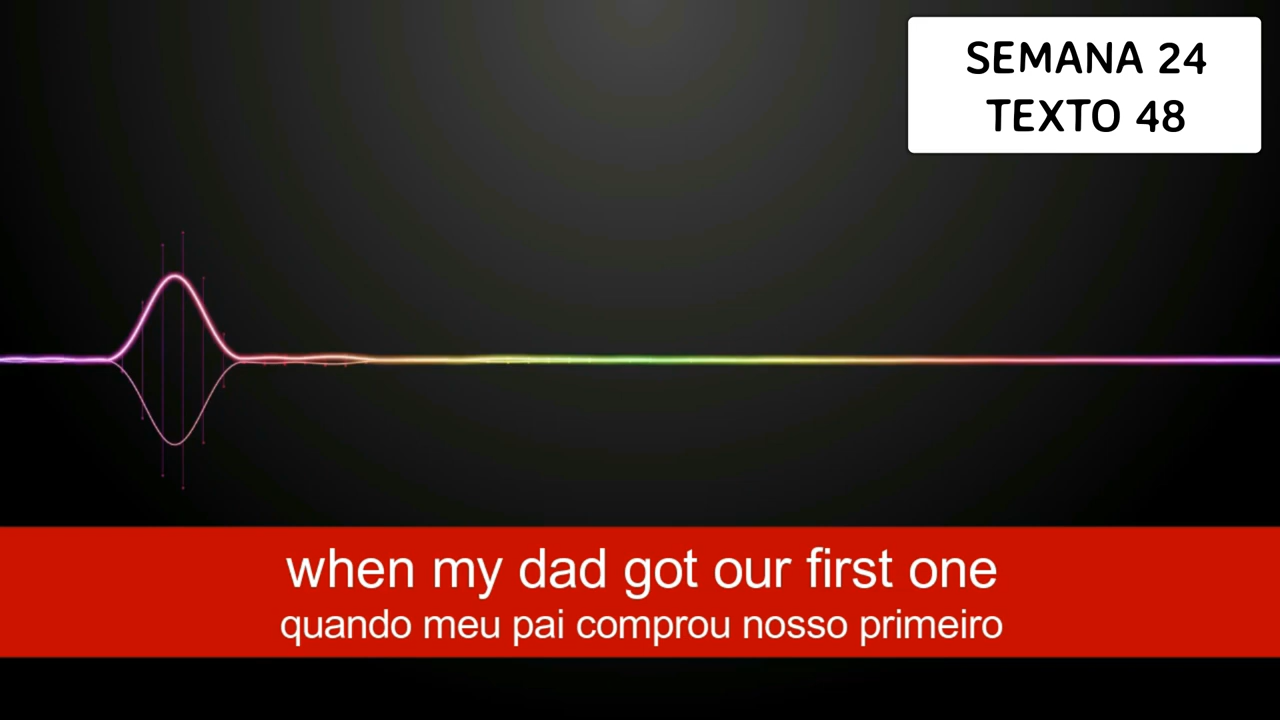 SEMANA 24
TEXTO 48
when my dad got our first one
quando meu pai comprou nosso primeiro